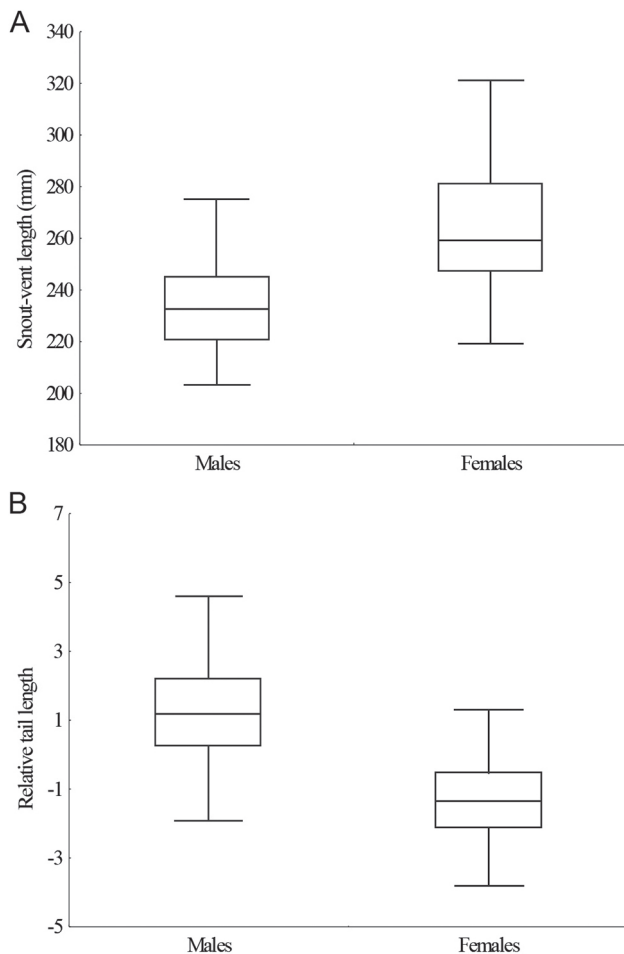 A
340
320
300
280
260
240
220
200
180
Snout-vent length (mm)
Males Females
B
7
5
3
1
-1
-3
-5
Relative tail length
Males Females